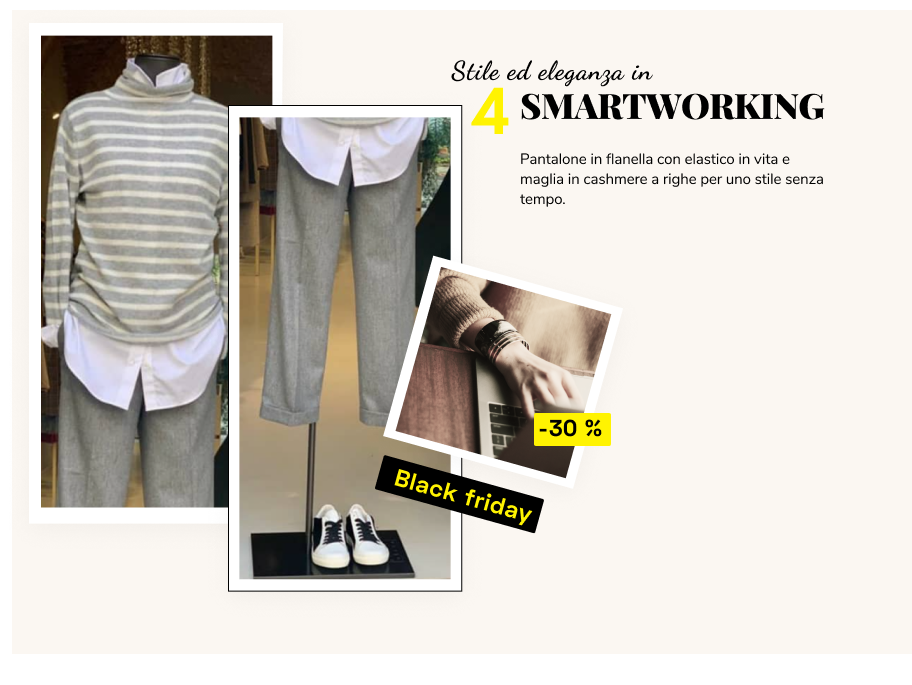 Stile ed eleganza in
4 SMARTWORKING
Pantalone in flanella con elastico in vita e
maglia in cashmere a righe per uno stile senza
tempo.
-30 %
Black friday